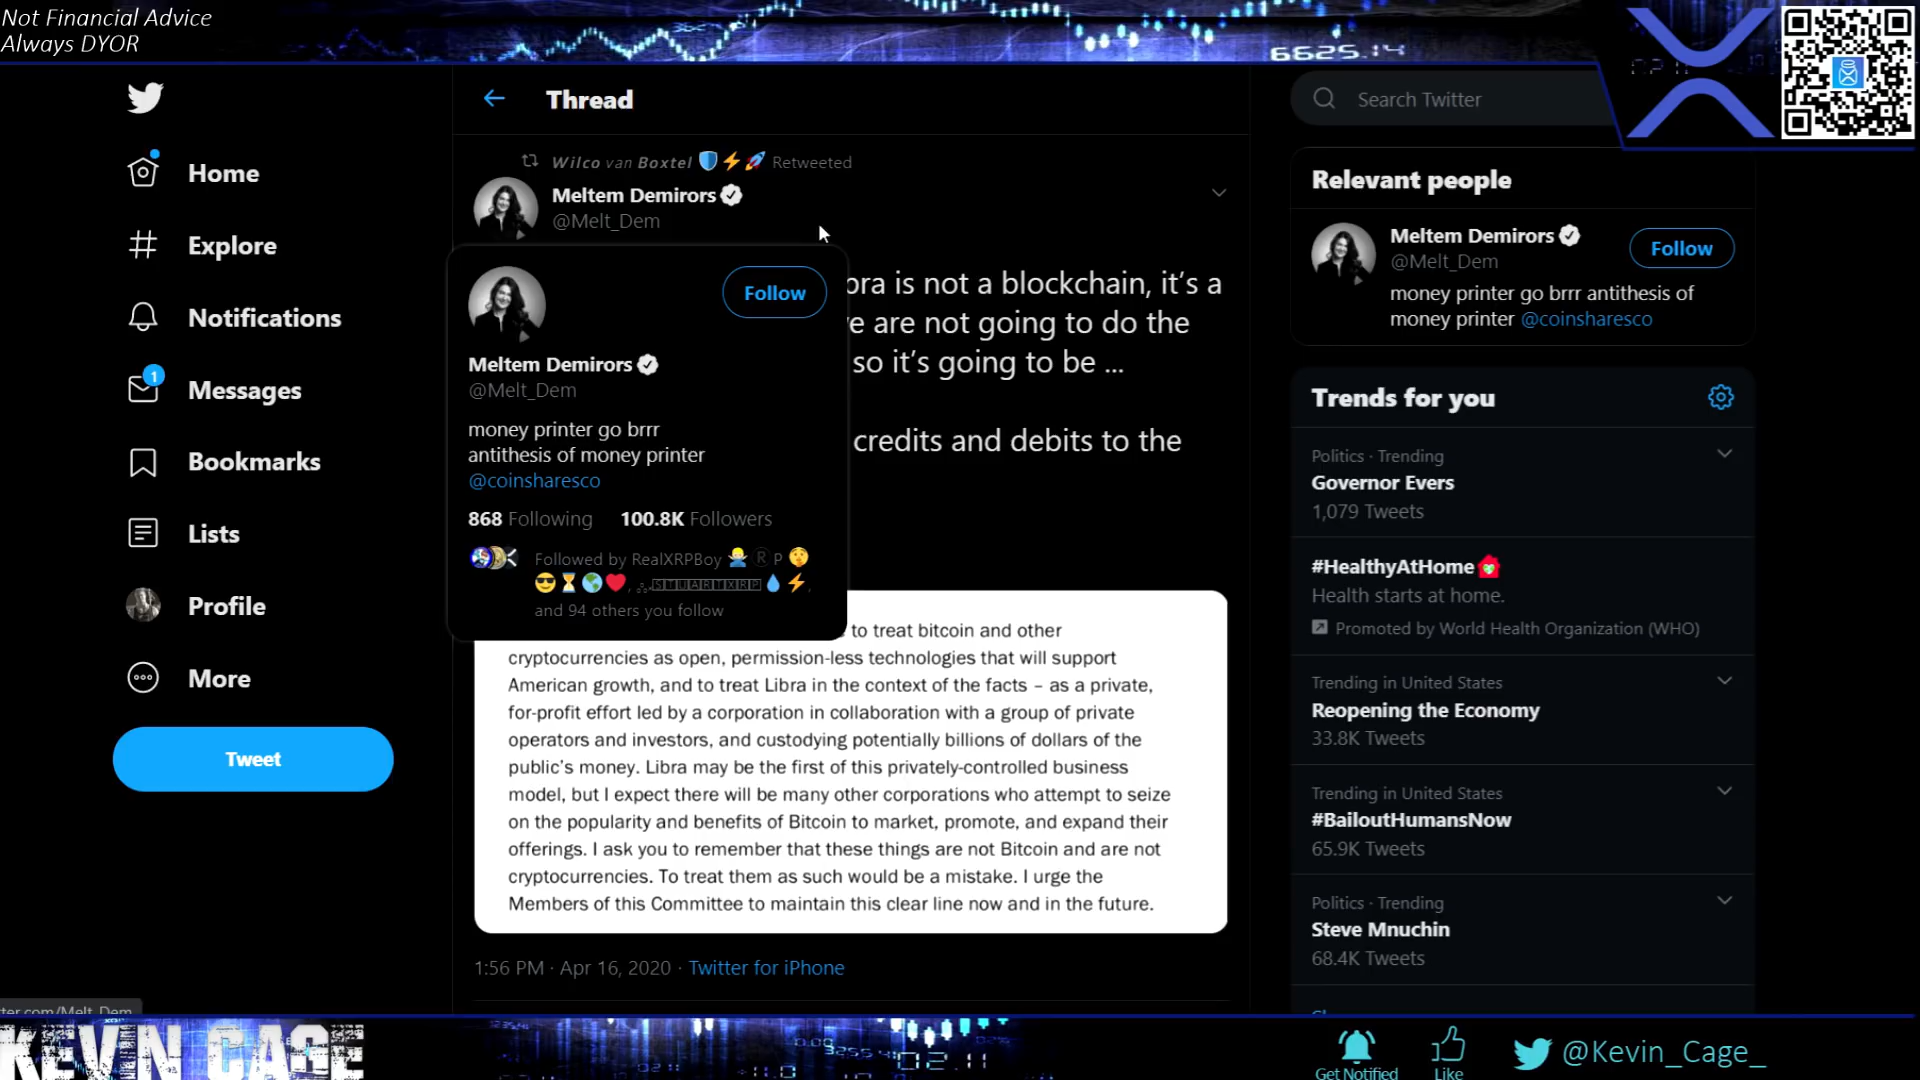 Not Financial Advice
Always DYOR
6625.14
Thread
Search Twitter
Wilco van Boxtel 🛡️⚡🚀 Retweeted
Meltem Demirors
@Melt_Dem
Home
Explore
Notifications
1
Messages
Bookmarks
Lists
Profile
More
Tweet
bra is not a blockchain, it's a
e are not going to do the
so it's going to be ...
credits and debits to the
Follow
Meltem Demirors
@Melt_Dem
money printer go brrr
antithesis of money printer
@coinsharesco
868 Following 100.8K Followers
Followed by RealXRPBoy 🙇‍♂️ Ⓡ P 🤫
😎⌛🌎❤️, STUARTXRP💧⚡,
and 94 others you follow
to treat bitcoin and other
cryptocurrencies as open, permission-less technologies that will support
American growth, and to treat Libra in the context of the facts – as a private,
for-profit effort led by a corporation in collaboration with a group of private
operators and investors, and custodying potentially billions of dollars of the
public's money. Libra may be the first of this privately-controlled business
model, but I expect there will be many other corporations who attempt to seize
on the popularity and benefits of Bitcoin to market, promote, and expand their
offerings. I ask you to remember that these things are not Bitcoin and are not
cryptocurrencies. To treat them as such would be a mistake. I urge the
Members of this Committee to maintain this clear line now and in the future.
1:56 PM · Apr 16, 2020 · Twitter for iPhone
Relevant people
Meltem Demirors
@Melt_Dem
Follow
money printer go brrr antithesis of
money printer @coinsharesco
Trends for you
Politics · Trending
Governor Evers
1,079 Tweets
#HealthyAtHome
Health starts at home.
Promoted by World Health Organization (WHO)
Trending in United States
Reopening the Economy
33.8K Tweets
Trending in United States
#BailoutHumansNow
65.9K Tweets
Politics · Trending
Steve Mnuchin
68.4K Tweets
tter.com/Melt_Dem
KEVIN CAGE
02.11
Get Notified
Like
@Kevin_Cage_